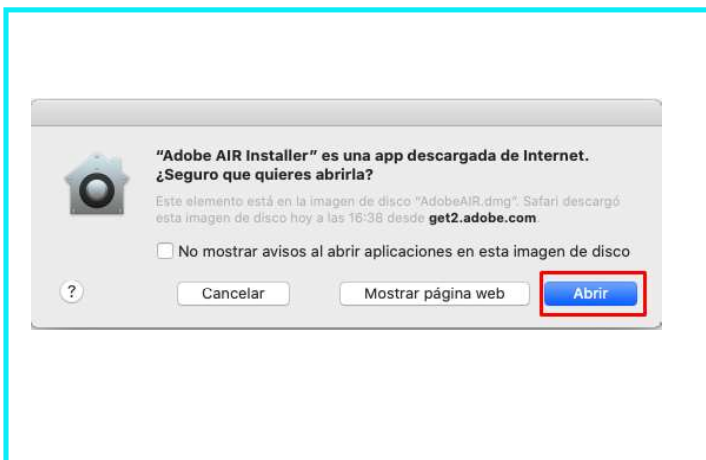 “Adobe AIR Installer” es una app descargada de Internet.
¿Seguro que quieres abrirla?
Este elemento está en la imagen de disco “AdobeAIR.dmg”. Safari descargó
esta imagen de disco hoy a las 16:38 desde get2.adobe.com.
No mostrar avisos al abrir aplicaciones en esta imagen de disco
?
Cancelar
Mostrar página web
Abrir